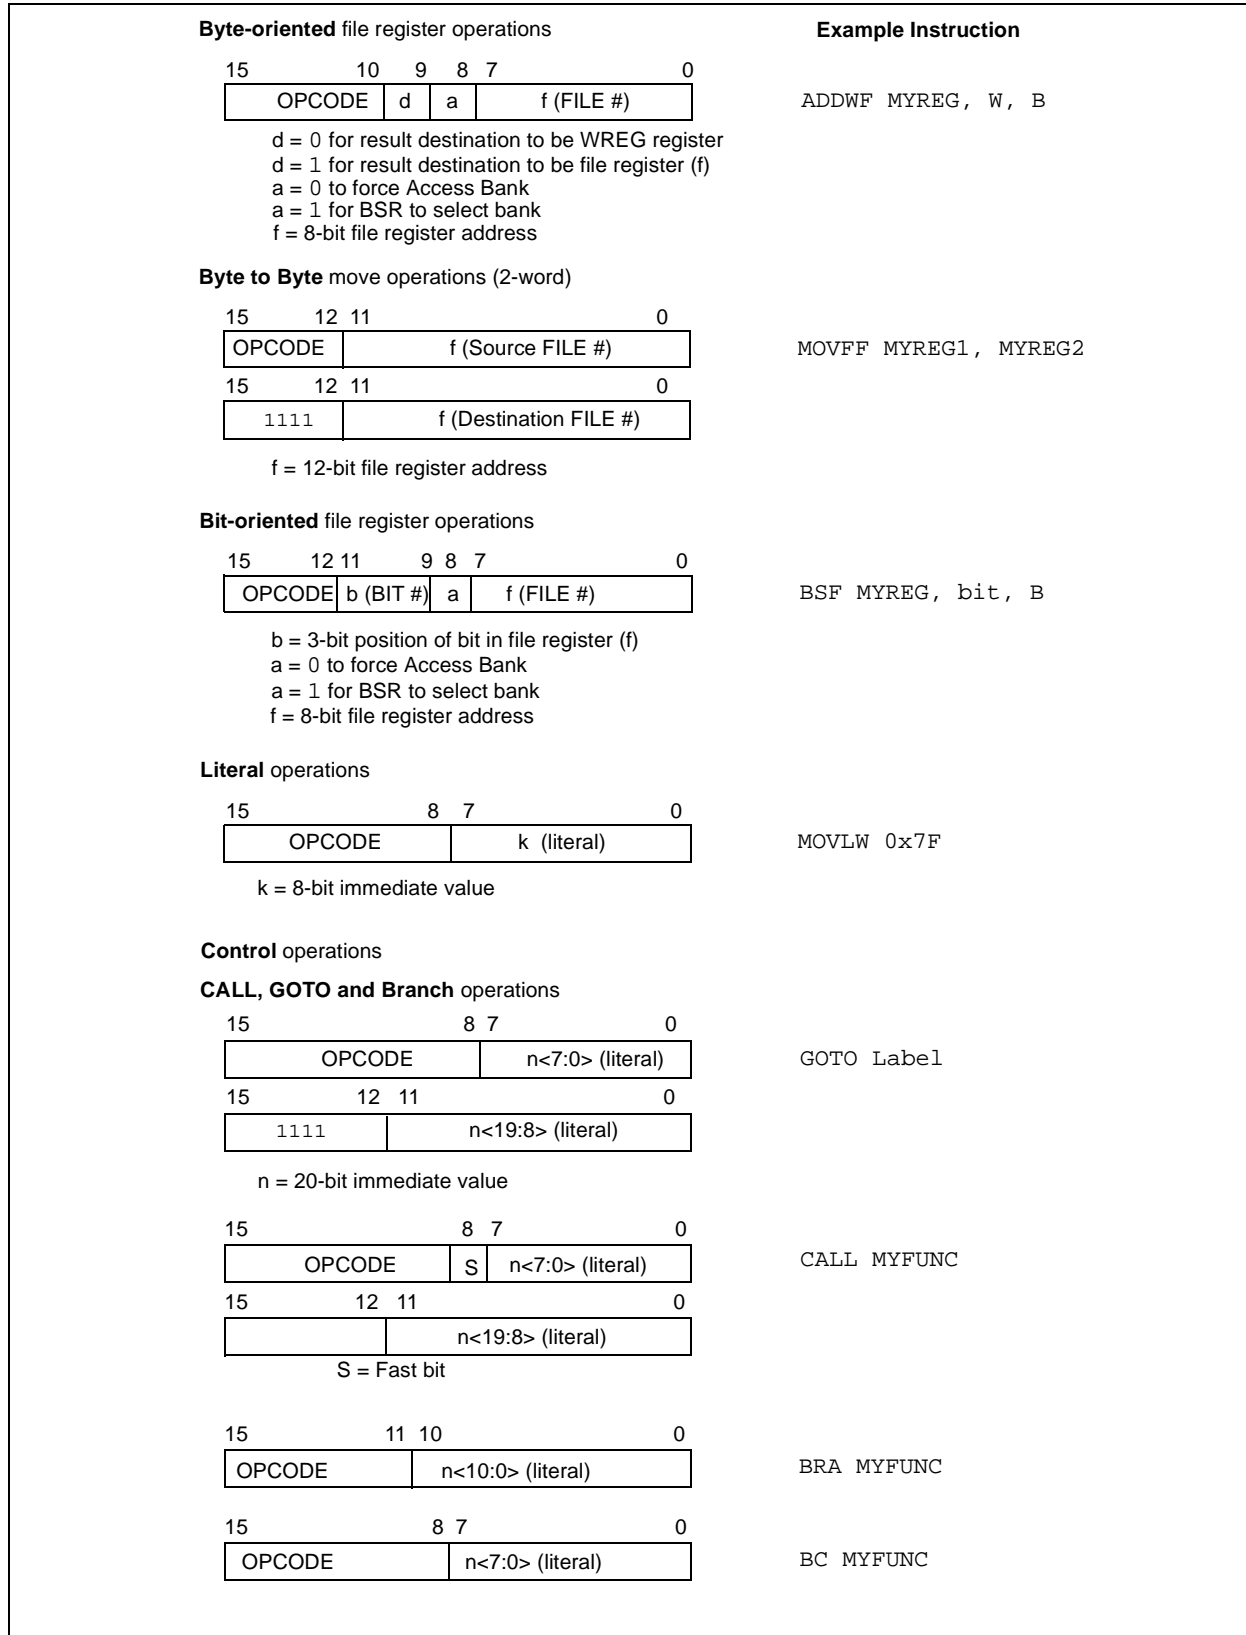 Byte-oriented file register operations Example Instruction
15 10 9 8 7 0
OPCODE d a f (FILE #) ADDWF MYREG, W, B
d = 0 for result destination to be WREG register
d = 1 for result destination to be file register (f)
a = 0 to force Access Bank
a = 1 for BSR to select bank
f = 8-bit file register address
Byte to Byte move operations (2-word)
15 12 11 0
OPCODE f (Source FILE #) MOVFF MYREG1, MYREG2
15 12 11 0
1111 f (Destination FILE #)
f = 12-bit file register address
Bit-oriented file register operations
15 12 11 9 8 7 0
OPCODE b (BIT #) a f (FILE #) BSF MYREG, bit, B
b = 3-bit position of bit in file register (f)
a = 0 to force Access Bank
a = 1 for BSR to select bank
f = 8-bit file register address
Literal operations
15 8 7 0
OPCODE k (literal) MOVLW 0x7F
k = 8-bit immediate value
Control operations
CALL, GOTO and Branch operations
15 8 7 0
OPCODE n<7:0> (literal) GOTO Label
15 12 11 0
1111 n<19:8> (literal)
n = 20-bit immediate value
15 8 7 0
OPCODE S n<7:0> (literal) CALL MYFUNC
15 12 11 0
n<19:8> (literal)
S = Fast bit
15 11 10 0
OPCODE n<10:0> (literal) BRA MYFUNC
15 8 7 0
OPCODE n<7:0> (literal) BC MYFUNC